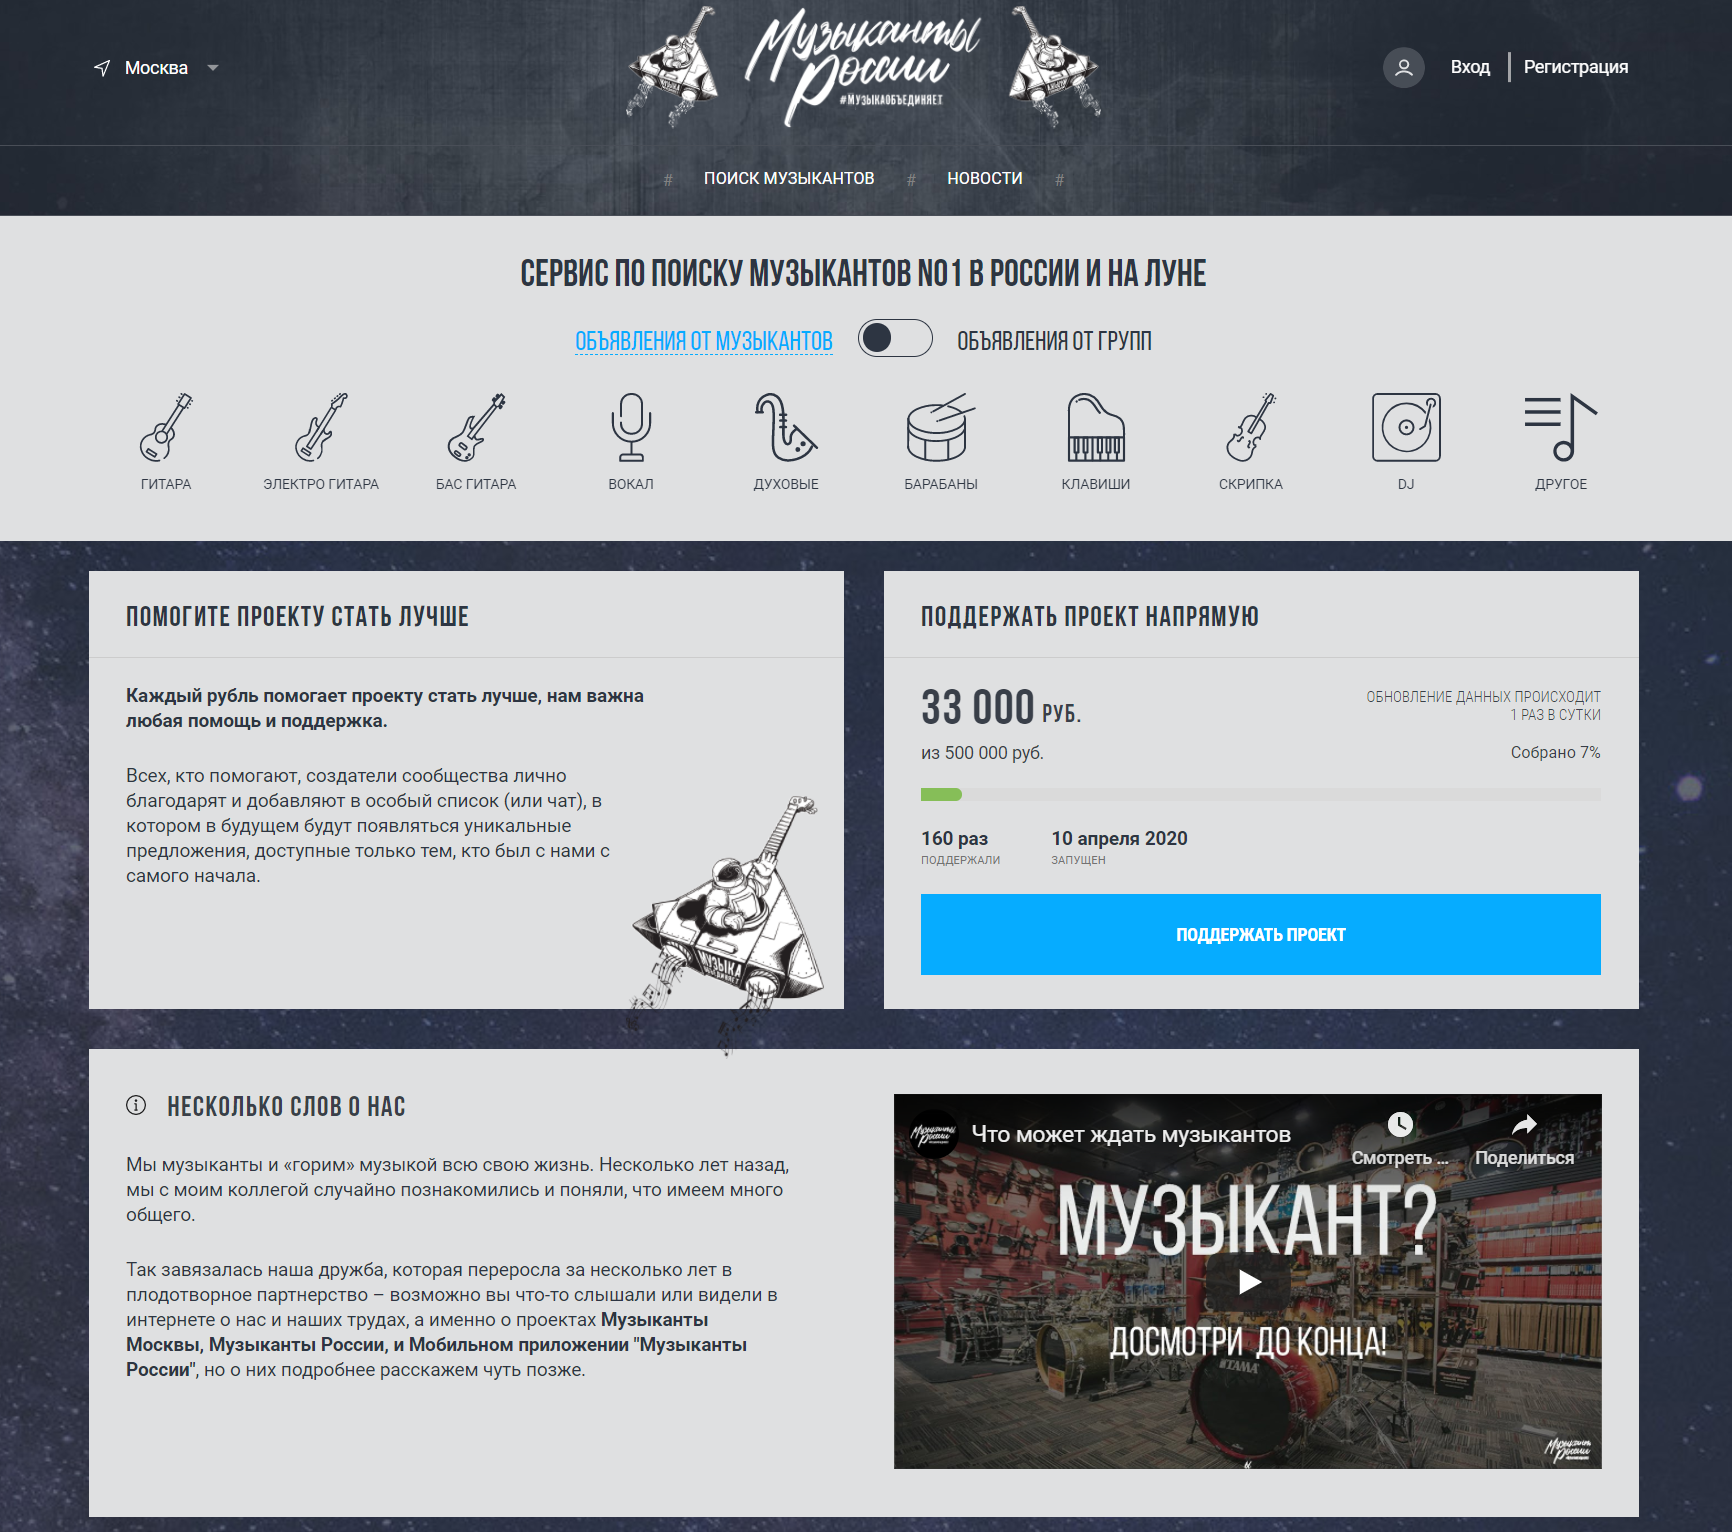 Москва
Музыканты
России
#МУЗЫКАОБЪЕДИНЯЕТ
Вход
Регистрация
# ПОИСК МУЗЫКАНТОВ # НОВОСТИ #
СЕРВИС ПО ПОИСКУ МУЗЫКАНТОВ NO1 В РОССИИ И НА ЛУНЕ
ОБЪЯВЛЕНИЯ ОТ МУЗЫКАНТОВ
ОБЪЯВЛЕНИЯ ОТ ГРУПП
ГИТАРА
ЭЛЕКТРО ГИТАРА
БАС ГИТАРА
ВОКАЛ
ДУХОВЫЕ
БАРАБАНЫ
КЛАВИШИ
СКРИПКА
DJ
ДРУГОЕ
ПОМОГИТЕ ПРОЕКТУ СТАТЬ ЛУЧШЕ
Каждый рубль помогает проекту стать лучше, нам важна
любая помощь и поддержка.
Всех, кто помогают, создатели сообщества лично
благодарят и добавляют в особый список (или чат), в
котором в будущем будут появляться уникальные
предложения, доступные только тем, кто был с нами с
самого начала.
МУЗЫКА
ПОДДЕРЖАТЬ ПРОЕКТ НАПРЯМУЮ
33 000 РУБ.
ОБНОВЛЕНИЕ ДАННЫХ ПРОИСХОДИТ
1 РАЗ В СУТКИ
из 500 000 руб.
Собрано 7%
160 раз
ПОДДЕРЖАЛИ
10 апреля 2020
ЗАПУЩЕН
ПОДДЕРЖАТЬ ПРОЕКТ
НЕСКОЛЬКО СЛОВ О НАС
Мы музыканты и «горим» музыкой всю свою жизнь. Несколько лет назад,
мы с моим коллегой случайно познакомились и поняли, что имеем много
общего.
Так завязалась наша дружба, которая переросла за несколько лет в
плодотворное партнерство – возможно вы что-то слышали или видели в
интернете о нас и наших трудах, а именно о проектах Музыканты
Москвы, Музыканты России, и Мобильном приложении "Музыканты
России", но о них подробнее расскажем чуть позже.
Музыканты
России
Что может ждать музыкантов
Смотреть ...
Поделиться
МУЗЫКАНТ?
ДОСМОТРИ ДО КОНЦА!
TAMA
Музыканты
России